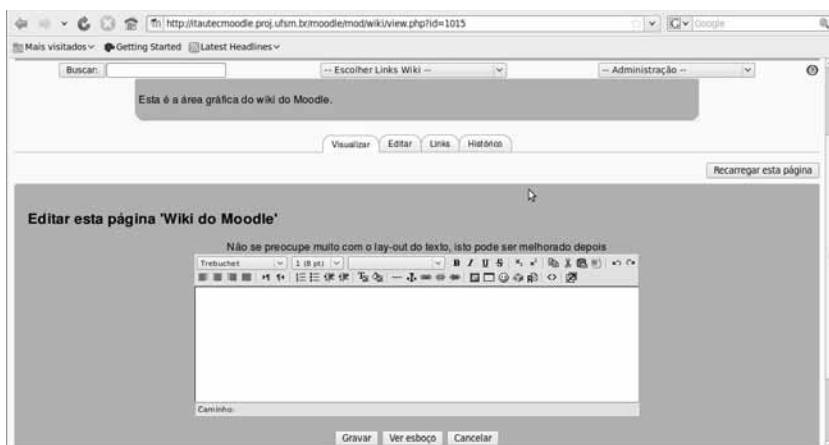 http://itautecmoodle.proj.ufsm.br/moodle/mod/wiki/view.php?id=1015
Google
Mais visitados Getting Started Latest Headlines
Buscar: -- Escolher Links Wiki -- -- Administração --
Esta é a área gráfica do wiki do Moodle.
Visualizar Editar Links Histórico
Recarregar esta página
Editar esta página 'Wiki do Moodle'
Não se preocupe muito com o lay-out do texto, isto pode ser melhorado depois
Trebuchet 1 (8 pt) B I U S
Caminho:
Gravar Ver esboço Cancelar